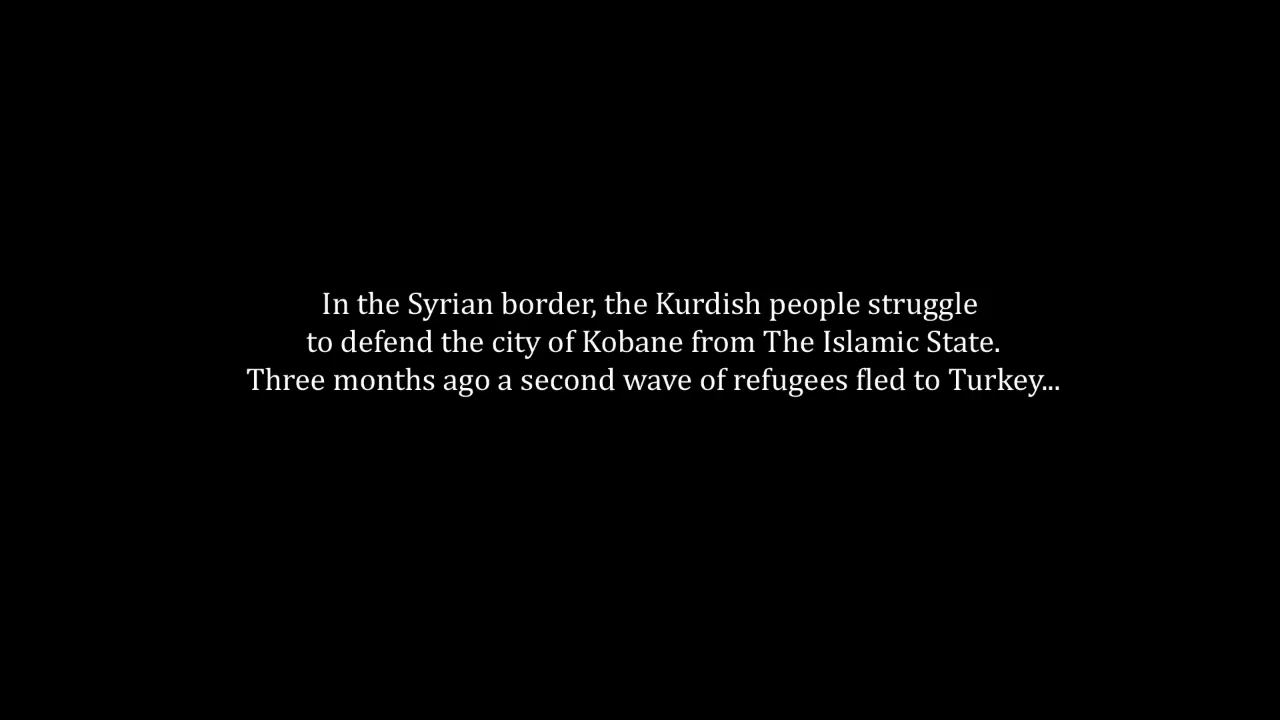 In the Syrian border, the Kurdish people struggle
to defend the city of Kobane from The Islamic State.
Three months ago a second wave of refugees fled to Turkey...